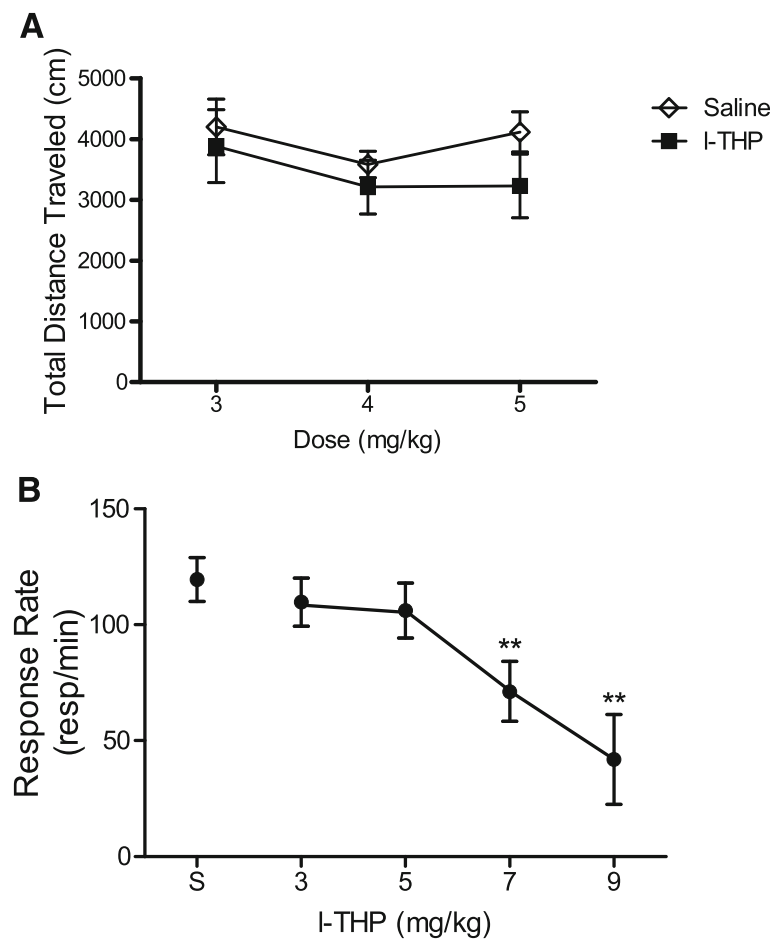 A
Total Distance Traveled (cm)
5000
4000
3000
2000
1000
0
3 4 5
Dose (mg/kg)
Saline
l-THP
B
Response Rate
(resp/min)
150
100
50
0
**
**
S 3 5 7 9
l-THP (mg/kg)